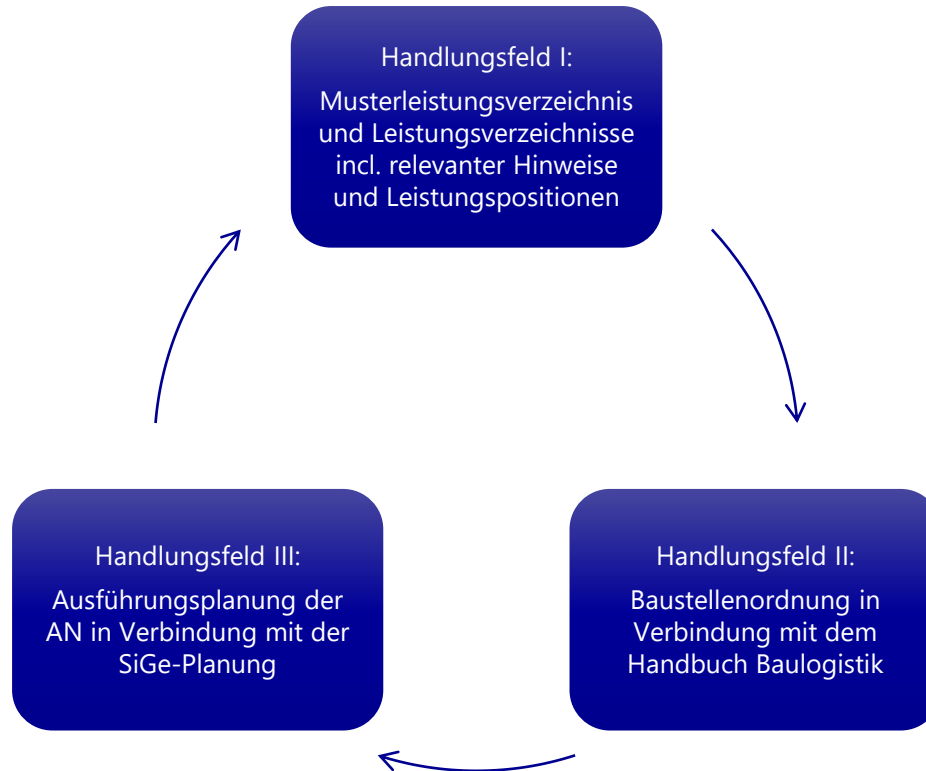 Handlungsfeld I:
Musterleistungsverzeichnis
und Leistungsverzeichnisse
incl. relevanter Hinweise
und Leistungspositionen
Handlungsfeld III:
Ausführungsplanung der
AN in Verbindung mit der
SiGe-Planung
Handlungsfeld II:
Baustellenordnung in
Verbindung mit dem
Handbuch Baulogistik